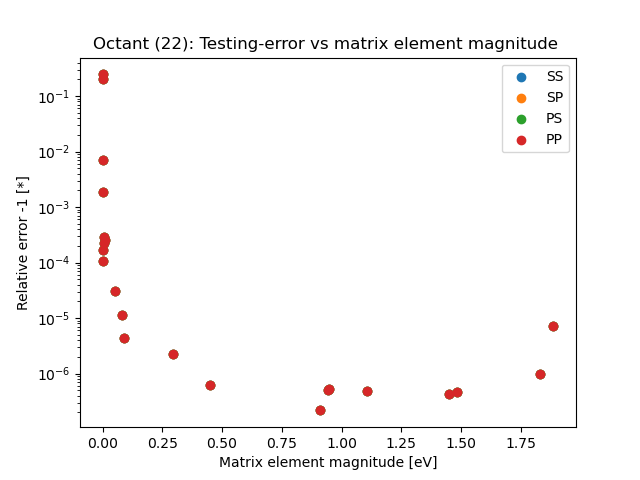 Octant (22): Testing-error vs matrix element magnitude
SS
SP
PS
PP
Relative error -1 [*]
10⁻¹
10⁻²
10⁻³
10⁻⁴
10⁻⁵
10⁻⁶
0.00 0.25 0.50 0.75 1.00 1.25 1.50 1.75
Matrix element magnitude [eV]